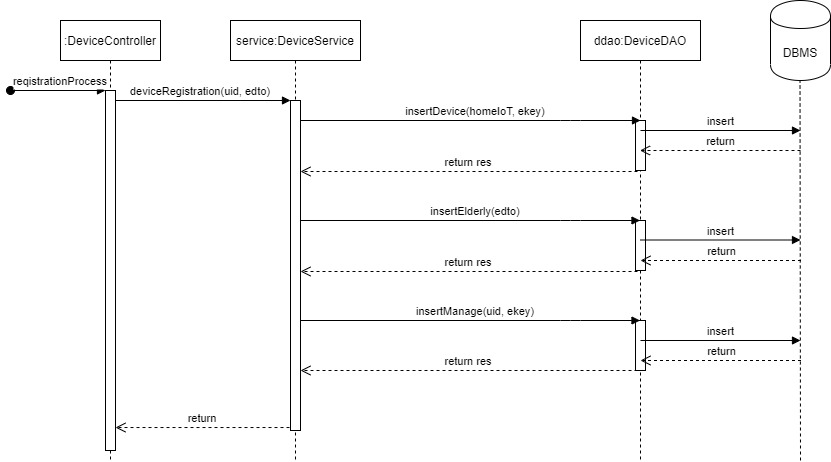 :DeviceController
service:DeviceService
ddao:DeviceDAO
DBMS
reqistrationProcess
deviceRegistration(uid, edto)
insertDevice(homeIoT, ekey)
insert
return
return res
insertElderly(edto)
insert
return
return res
insertManage(uid, ekey)
insert
return
return res
return